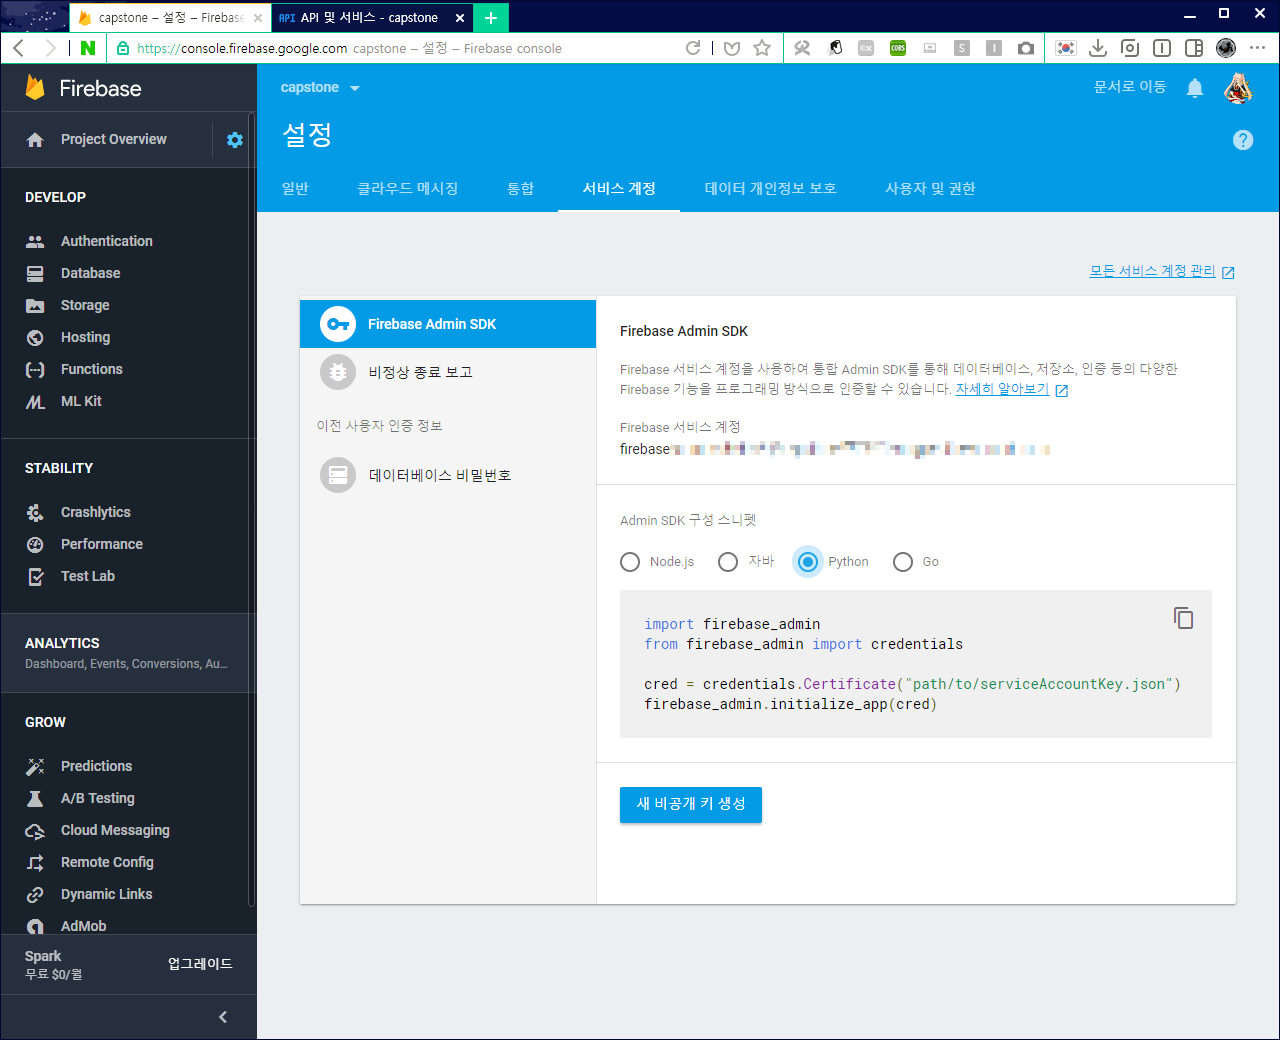 capstone – 설정 – Firebase
API API 및 서비스 - capstone
N https://console.firebase.google.com capstone – 설정 – Firebase console
CORS
Firebase
capstone
문서로 이동
Project Overview
설정
일반
클라우드 메시징
통합
서비스 계정
데이터 개인정보 보호
사용자 및 권한
DEVELOP
Authentication
Database
Storage
Hosting
Functions
ML ML Kit
STABILITY
Crashlytics
Performance
Test Lab
ANALYTICS
Dashboard, Events, Conversions, Au...
GROW
Predictions
A/B Testing
Cloud Messaging
Remote Config
Dynamic Links
AdMob
Spark
무료 $0/월
업그레이드
모든 서비스 계정 관리
Firebase Admin SDK
비정상 종료 보고
이전 사용자 인증 정보
데이터베이스 비밀번호
Firebase Admin SDK
Firebase 서비스 계정을 사용하여 통합 Admin SDK를 통해 데이터베이스, 저장소, 인증 등의 다양한
Firebase 기능을 프로그래밍 방식으로 인증할 수 있습니다. 자세히 알아보기
Firebase 서비스 계정
firebase
Admin SDK 구성 스니펫
Node.js
자바
Python
Go
import firebase_admin
from firebase_admin import credentials
cred = credentials.Certificate("path/to/serviceAccountKey.json")
firebase_admin.initialize_app(cred)
새 비공개 키 생성